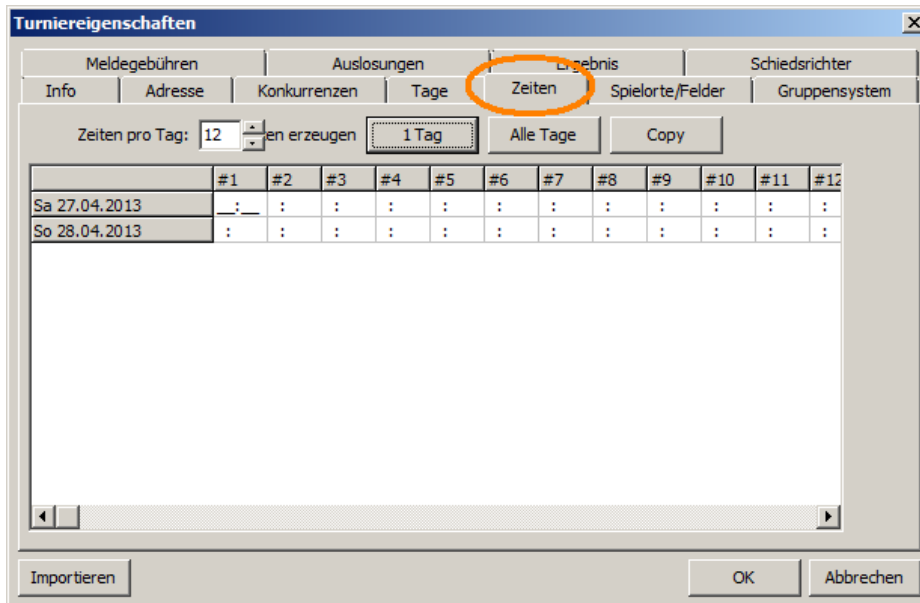 Turniereigenschaften
Meldegebühren Auslosungen Ergebnis Schiedsrichter
Info Adresse Konkurrenzen Tage Zeiten Spielorte/Felder Gruppensystem
Zeiten pro Tag: 12 en erzeugen 1 Tag Alle Tage Copy
#1 #2 #3 #4 #5 #6 #7 #8 #9 #10 #11 #12
Sa 27.04.2013 __:__ : : : : : : : : : : :
So 28.04.2013 : : : : : : : : : : : :
Importieren OK Abbrechen